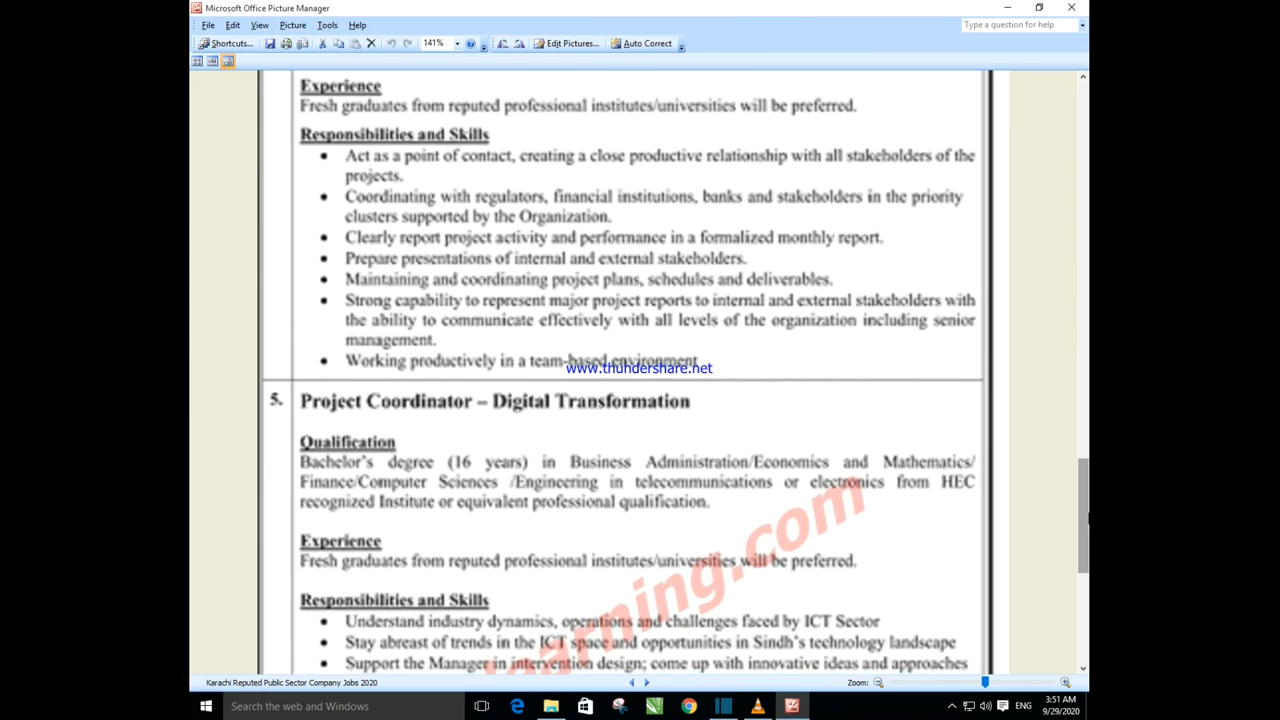 Microsoft Office Picture Manager
File Edit View Picture Tools Help
Type a question for help
Shortcuts... 141% Edit Pictures... Auto Correct
Experience
Fresh graduates from reputed professional institutes/universities will be preferred.
Responsibilities and Skills
• Act as a point of contact, creating a close productive relationship with all stakeholders of the
projects.
• Coordinating with regulators, financial institutions, banks and stakeholders in the priority
clusters supported by the Organization.
• Clearly report project activity and performance in a formalized monthly report.
• Prepare presentations of internal and external stakeholders.
• Maintaining and coordinating project plans, schedules and deliverables.
• Strong capability to represent major project reports to internal and external stakeholders with
the ability to communicate effectively with all levels of the organization including senior
management.
• Working productively in a team-based environment
www.thundershare.net
5. Project Coordinator – Digital Transformation
Qualification
Bachelor's degree (16 years) in Business Administration/Economics and Mathematics/
Finance/Computer Sciences /Engineering in telecommunications or electronics from HEC
recognized Institute or equivalent professional qualification.
Experience
Fresh graduates from reputed professional institutes/universities will be preferred.
Responsibilities and Skills
• Understand industry dynamics, operations and challenges faced by ICT Sector
• Stay abreast of trends in the ICT space and opportunities in Sindh's technology landscape
• Support the Manager in intervention design; come up with innovative ideas and approaches
earning.com
Karachi Reputed Public Sector Company Jobs 2020 Zoom:
Search the web and Windows
ENG 3:51 AM
9/29/2020